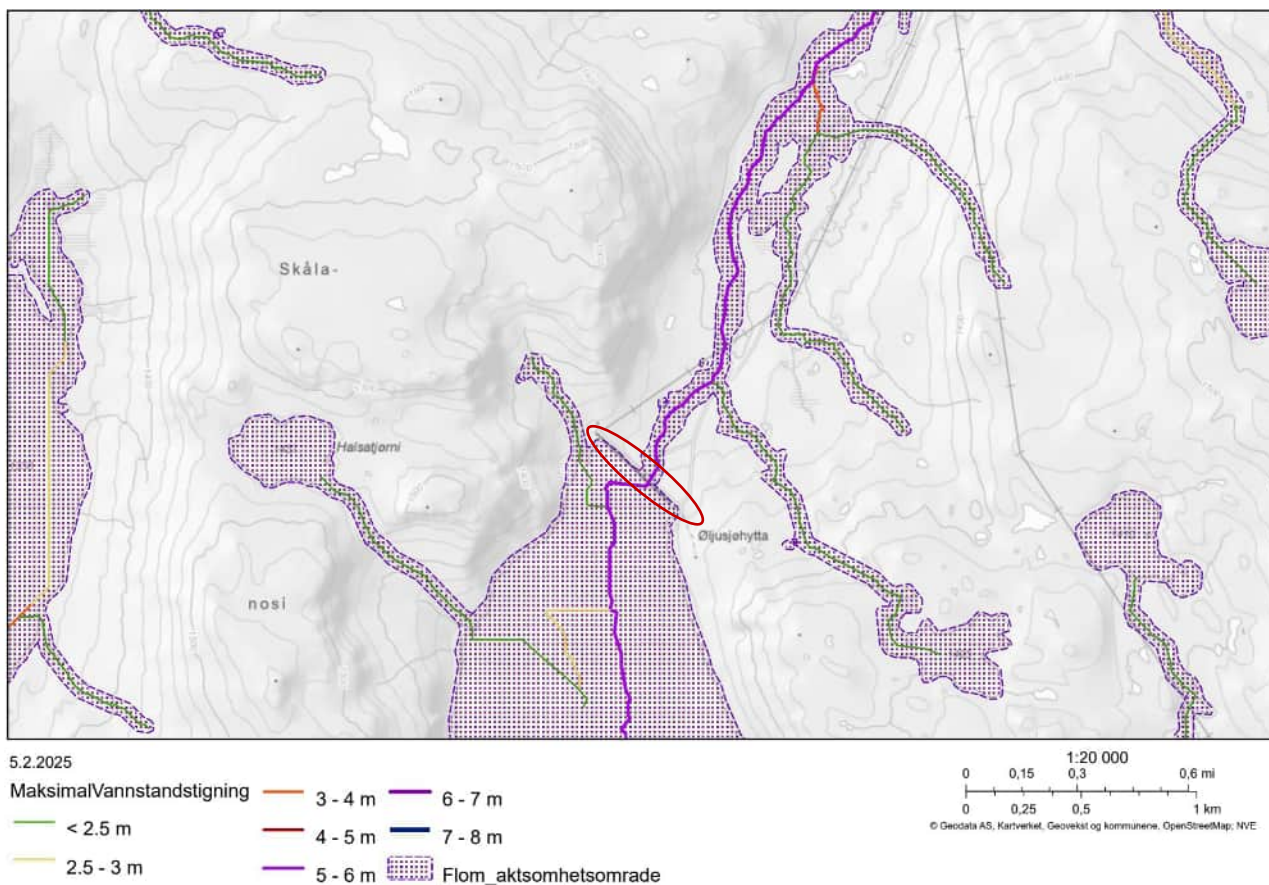 Skåla-
Halsatjørni
Øljusjøhytta
nosi
5.2.2025
MaksimalVannstandstigning
< 2.5 m
2.5 - 3 m
3 - 4 m
4 - 5 m
5 - 6 m
6 - 7 m
7 - 8 m
Flom_aktsomhetsomrade
1:20 000
0 0,15 0,3 0,6 mi
0 0,25 0,5 1 km
© Geodata AS, Kartverket, Geovekst og kommunene, OpenStreetMap; NVE